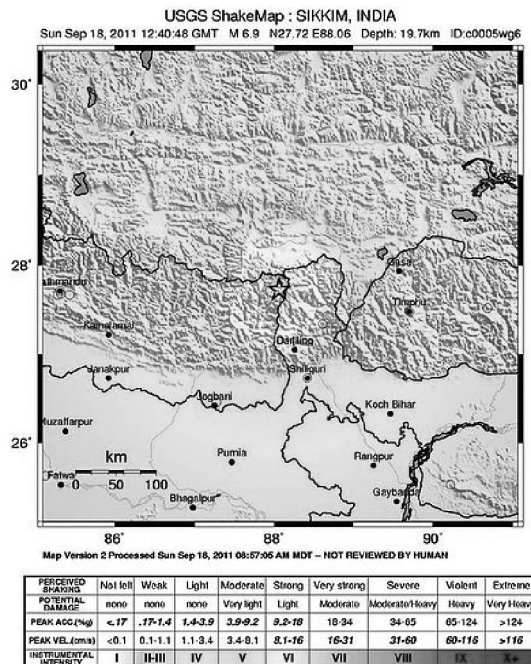 USGS ShakeMap : SIKKIM, INDIA
Sun Sep 18, 2011 12:40:48 GMT M 6.9 N27.72 E88.06 Depth: 19.7km ID:c0005wg6
30°
28°
Gasa
thmandu
Timphu
Kamalamai
Darjiling
Janakpur
Shiliguri
Jogbani
Koch Bihar
Muzaffarpur
26°
km
Purnia
Rangpur
0 50 100
Fatwa
Bhagalpur
Gaybanda
86° 88° 90°
Map Version 2 Processed Sun Sep 18, 2011 08:57:05 AM MDT -- NOT REVIEWED BY HUMAN
PERCEIVED SHAKING Not felt Weak Light Moderate Strong Very strong Severe Violent Extreme
POTENTIAL DAMAGE none none none Very light Light Moderate Moderate/Heavy Heavy Very Heavy
PEAK ACC.(%g) <.17 .17-1.4 1.4-3.9 3.9-9.2 9.2-18 18-34 34-65 65-124 >124
PEAK VEL.(cm/s) <0.1 0.1-1.1 1.1-3.4 3.4-8.1 8.1-16 16-31 31-60 60-116 >116
INSTRUMENTAL INTENSITY I II-III IV V VI VII VIII IX X+